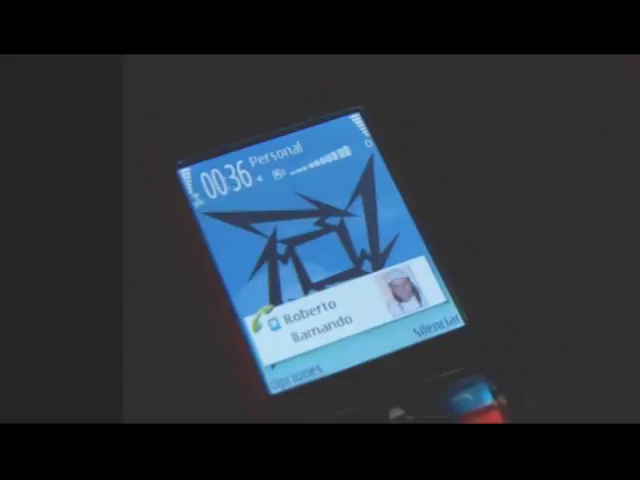 00:36 Personal
Roberto
llamando
Silenciar
Opciones